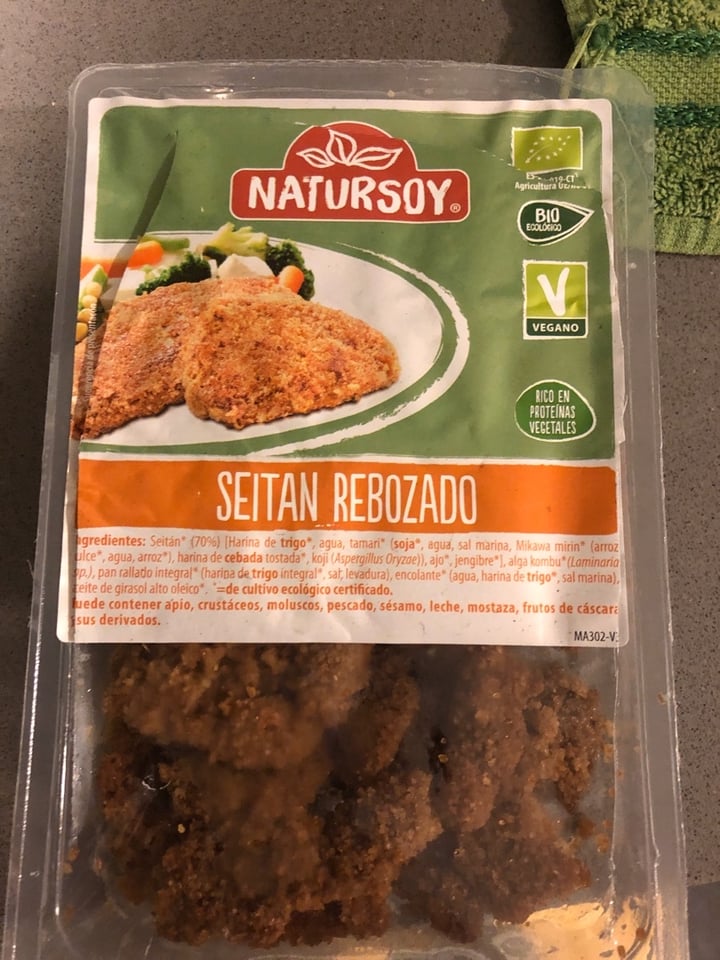 NATURSOY®
Agricultura
BIO
ECOLÓGICO
V
VEGANO
RICO EN
PROTEÍNAS
VEGETALES
SEITAN REBOZADO
ngredientes: Seitán* (70%) [Harina de trigo*, agua, tamari* (soja*, agua, sal marina, Mikawa mirin* (arroz
ulce*, agua, arroz*), harina de cebada tostada*, koji (Aspergillus Oryzae)), ajo*, jengibre*], alga kombu* (Laminaria
sp.), pan rallado integral* (harina de trigo integral*, sal, levadura), encolante* (agua, harina de trigo*, sal marina),
ceite de girasol alto oleico*. *=de cultivo ecológico certificado.
uede contener apio, crustáceos, moluscos, pescado, sésamo, leche, mostaza, frutos de cáscara
sus derivados.
MA302-V